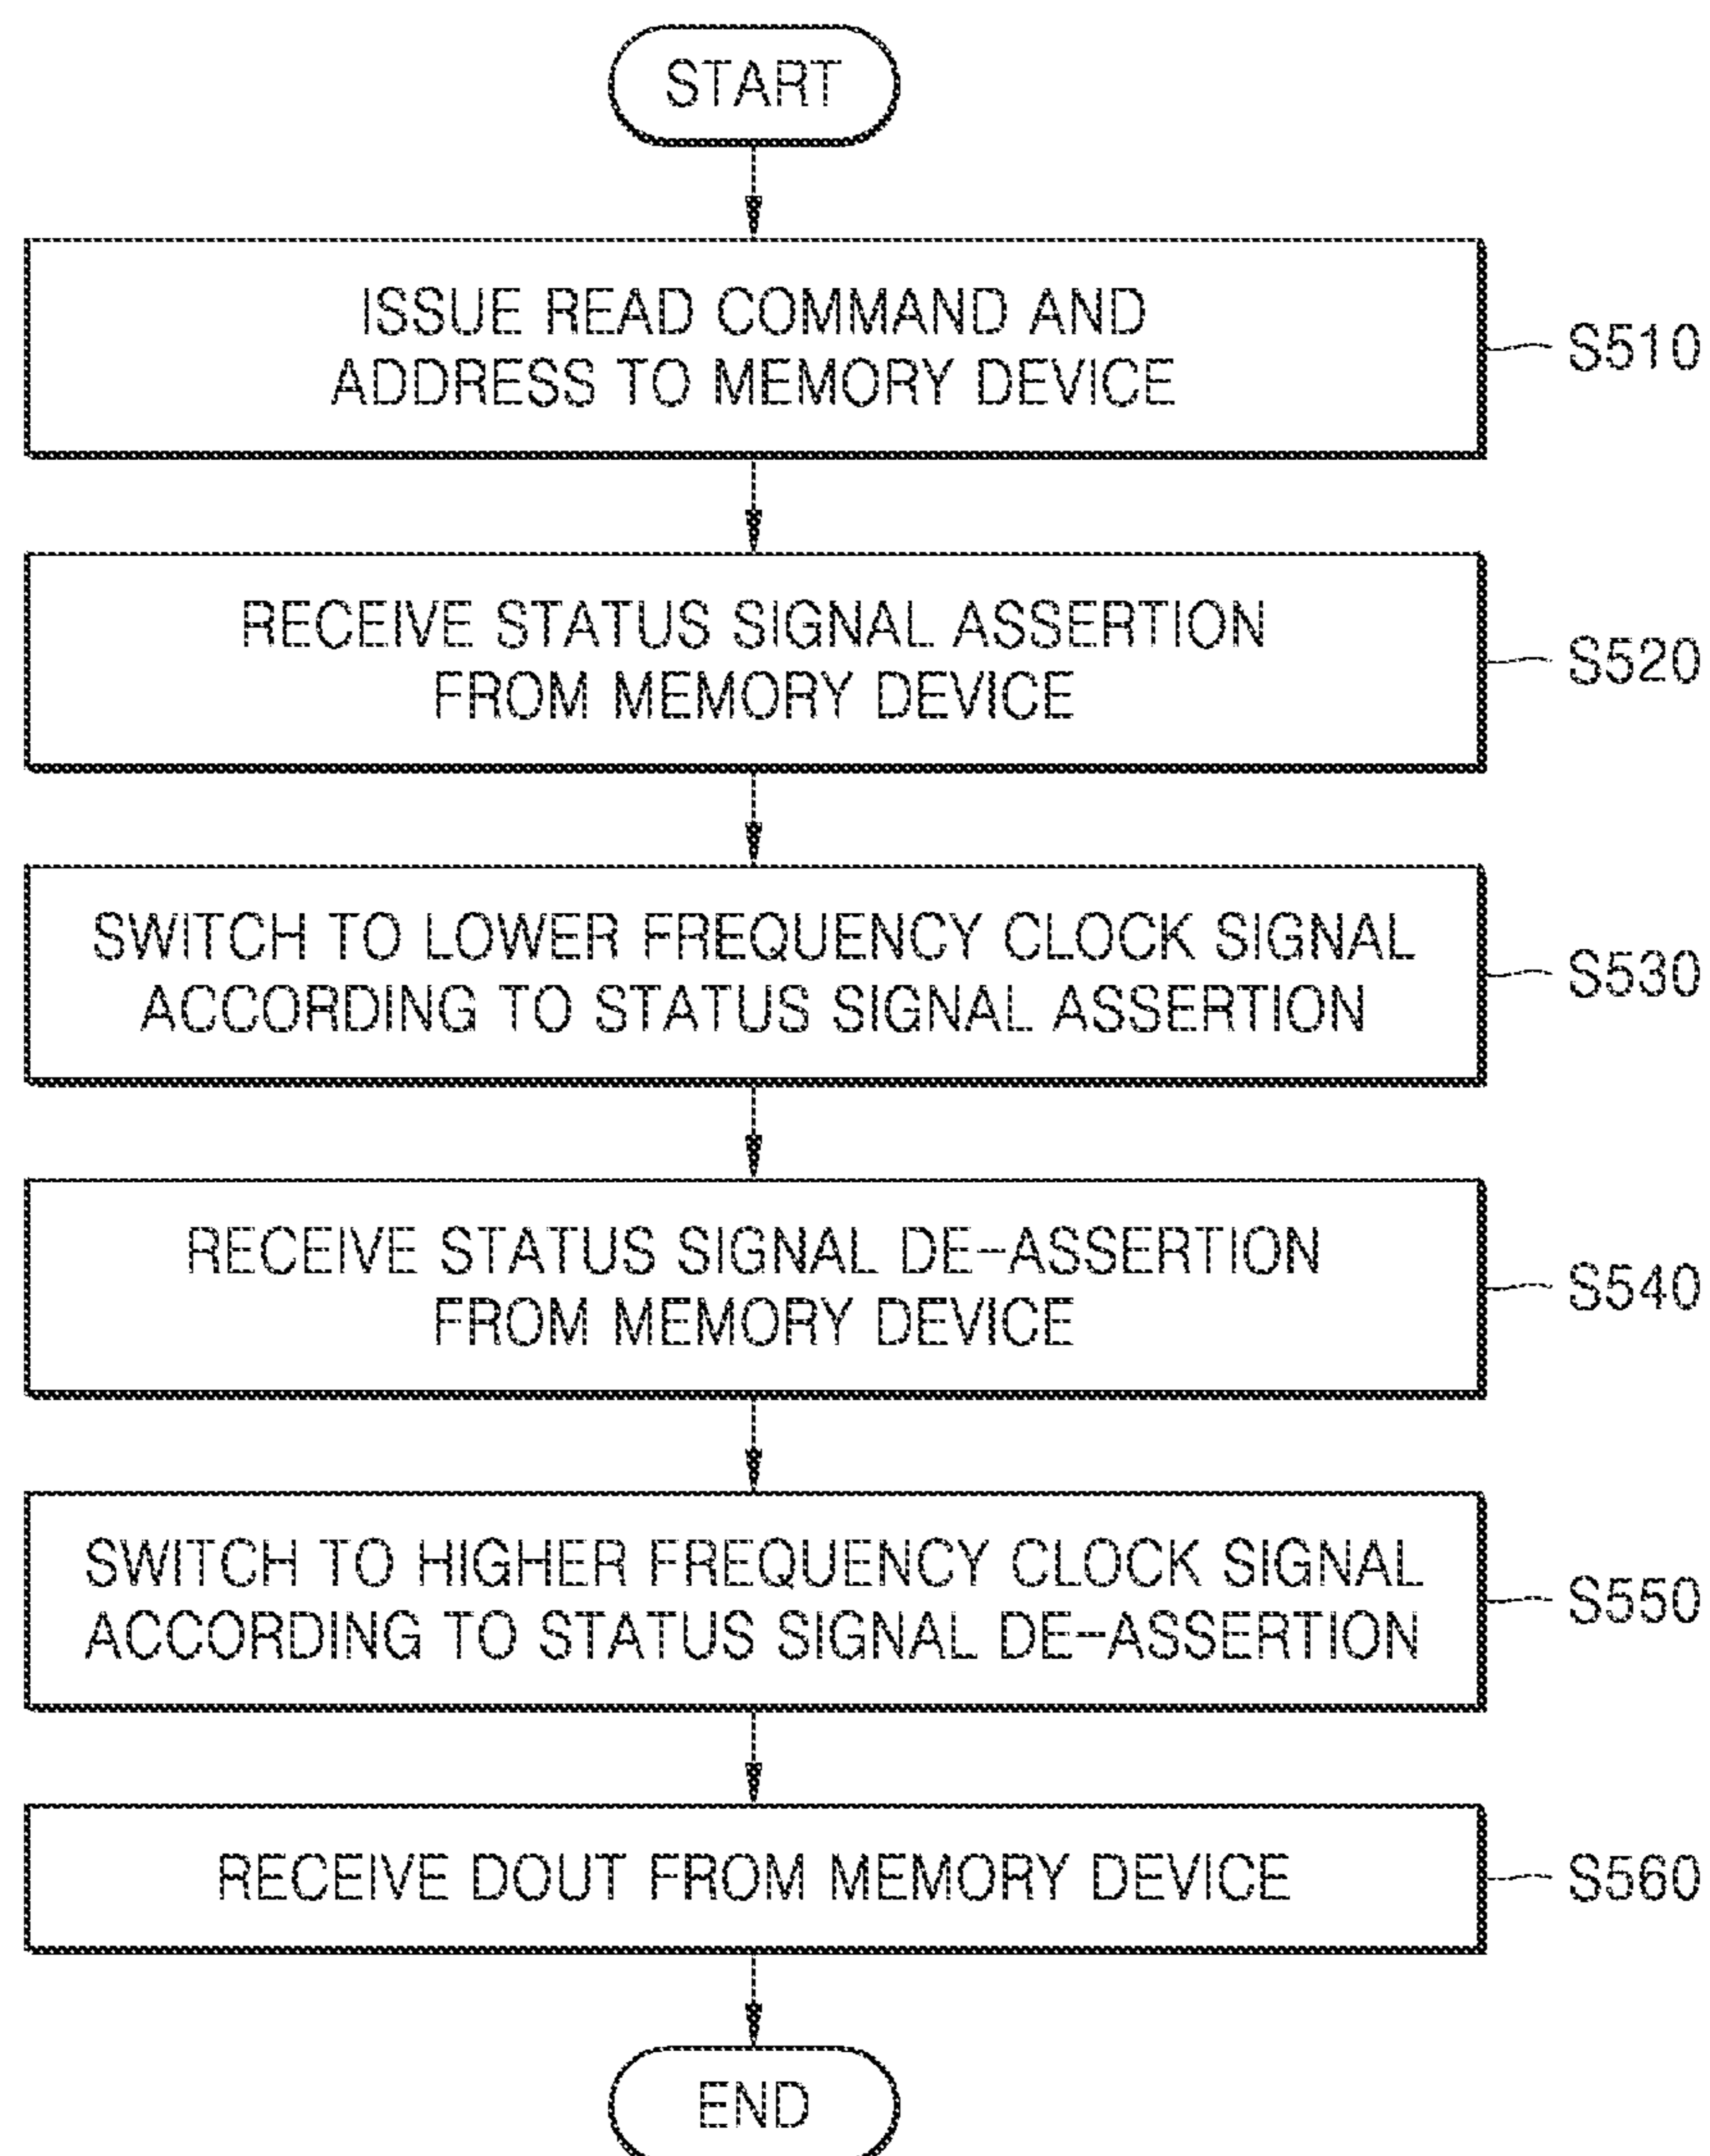 START
ISSUE READ COMMAND AND
ADDRESS TO MEMORY DEVICE
S510
RECEIVE STATUS SIGNAL ASSERTION
FROM MEMORY DEVICE
S520
SWITCH TO LOWER FREQUENCY CLOCK SIGNAL
ACCORDING TO STATUS SIGNAL ASSERTION
S530
RECEIVE STATUS SIGNAL DE-ASSERTION
FROM MEMORY DEVICE
S540
SWITCH TO HIGHER FREQUENCY CLOCK SIGNAL
ACCORDING TO STATUS SIGNAL DE-ASSERTION
S550
RECEIVE DOUT FROM MEMORY DEVICE
S560
END